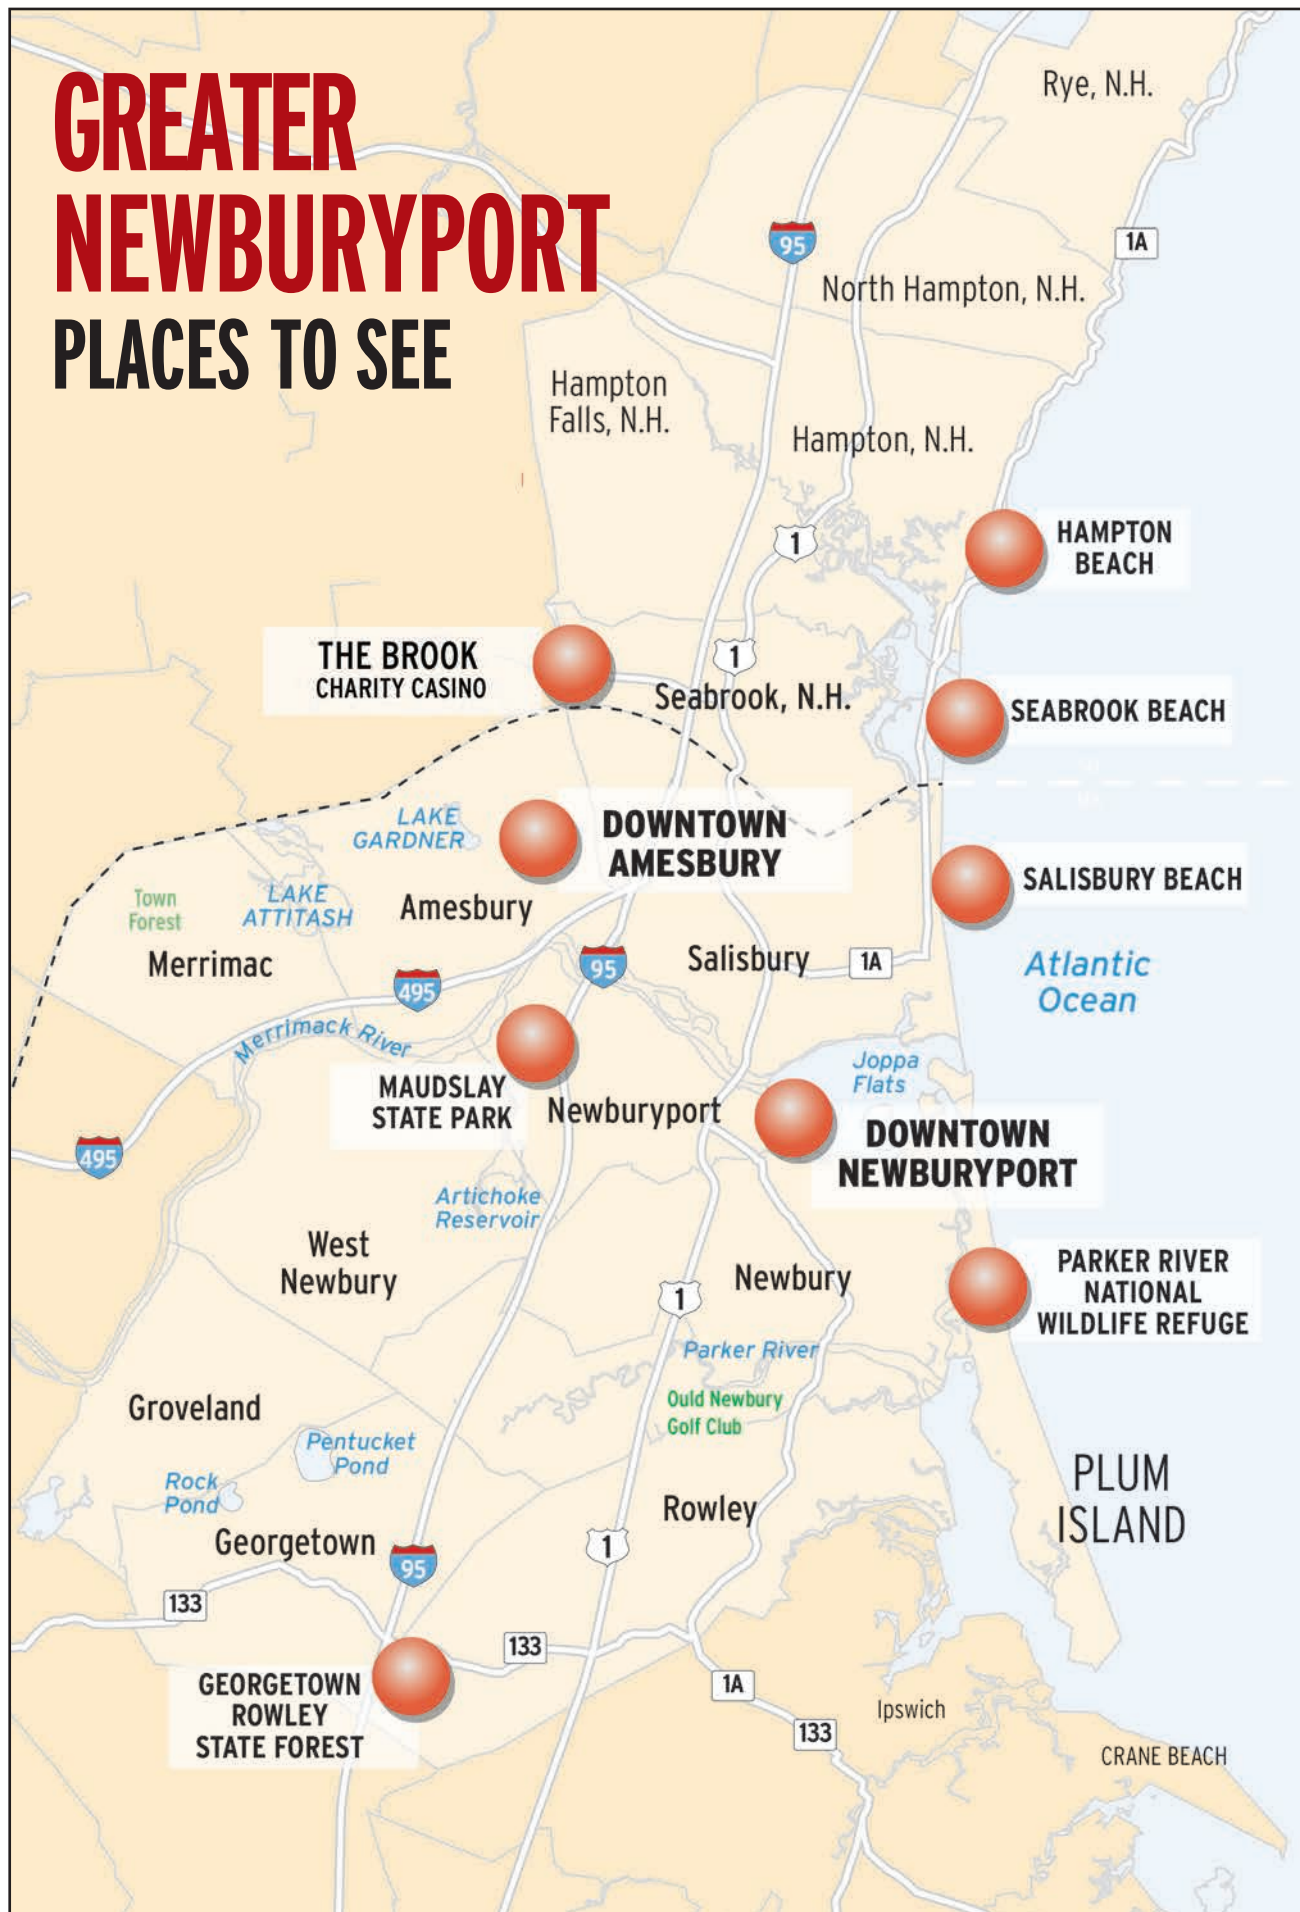 GREATER
NEWBURYPORT
PLACES TO SEE
Rye, N.H.
95
1A
North Hampton, N.H.
Hampton
Falls, N.H.
Hampton, N.H.
1
HAMPTON
BEACH
THE BROOK
CHARITY CASINO
1
Seabrook, N.H.
SEABROOK BEACH
LAKE
GARDNER
DOWNTOWN
AMESBURY
SALISBURY BEACH
Town
Forest
LAKE
ATTITASH
Amesbury
Merrimac
495
95
Salisbury
1A
Atlantic
Ocean
Merrimack River
Joppa
Flats
MAUDSLAY
STATE PARK
Newburyport
495
DOWNTOWN
NEWBURYPORT
Artichoke
Reservoir
West
Newbury
Newbury
1
PARKER RIVER
NATIONAL
WILDLIFE REFUGE
Parker River
Ould Newbury
Golf Club
Groveland
Pentucket
Pond
Rock
Pond
PLUM
ISLAND
Rowley
Georgetown
95
1
133
133
GEORGETOWN
ROWLEY
STATE FOREST
1A
133
Ipswich
CRANE BEACH